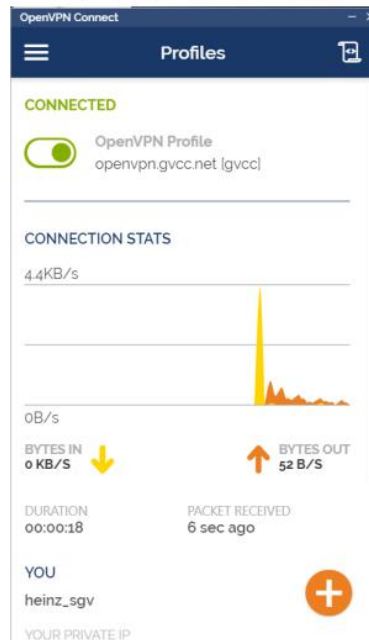 OpenVPN Connect
Profiles
CONNECTED
OpenVPN Profile
openvpn.gvcc.net [gvcc]
CONNECTION STATS
4.4KB/s
0B/s
BYTES IN
0 KB/S
BYTES OUT
52 B/S
DURATION
00:00:18
PACKET RECEIVED
6 sec ago
YOU
heinz_sgv
YOUR PRIVATE IP